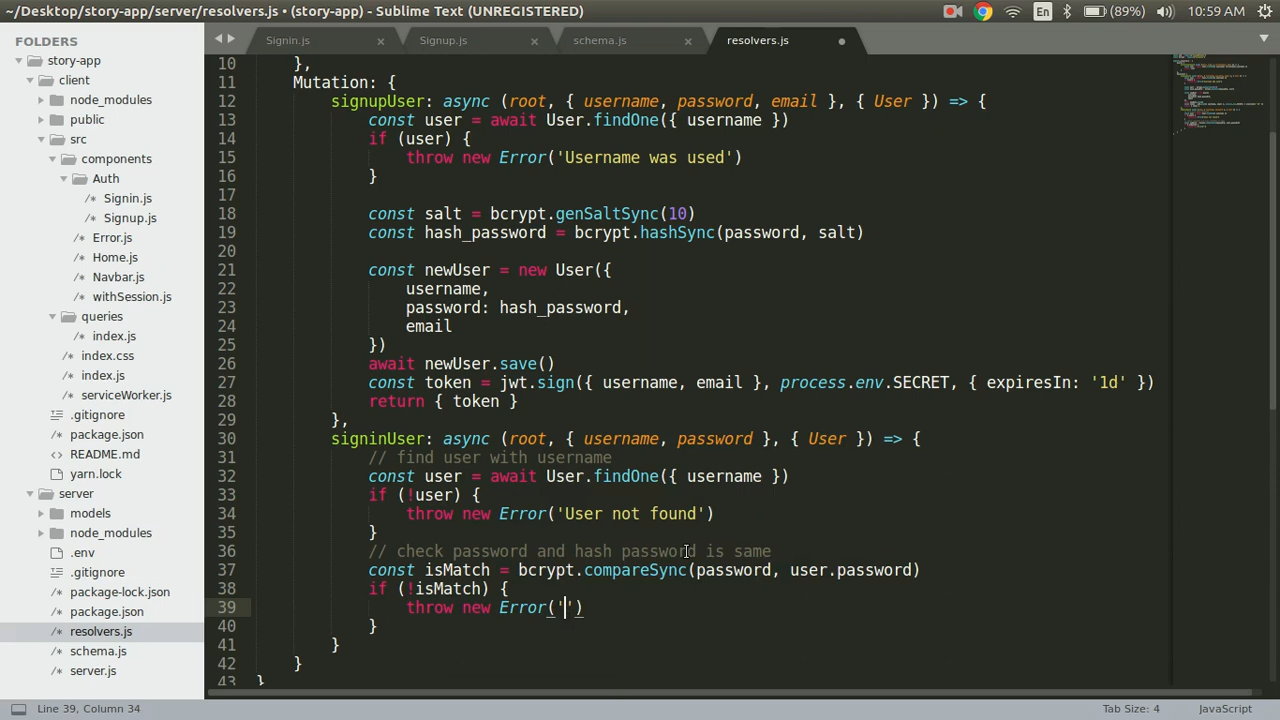 ~/Desktop/story-app/server/resolvers.js • (story-app) - Sublime Text (UNREGISTERED)
En
(89%)
10:59 AM
FOLDERS
story-app
client
node_modules
public
src
components
Auth
/* Signin.js
/* Signup.js
/* Error.js
/* Home.js
/* Navbar.js
/* withSession.js
queries
/* index.js
/* index.css
/* index.js
/* serviceWorker.js
.gitignore
/* package.json
README.md
yarn.lock
server
models
node_modules
/* .env
.gitignore
/* package-lock.json
/* package.json
/* resolvers.js
/* schema.js
/* server.js
Signin.js
Signup.js
schema.js
resolvers.js
10 },
11 Mutation: {
12 signupUser: async (root, { username, password, email }, { User }) => {
13 const user = await User.findOne({ username })
14 if (user) {
15 throw new Error('Username was used')
16 }
17
18 const salt = bcrypt.genSaltSync(10)
19 const hash_password = bcrypt.hashSync(password, salt)
20
21 const newUser = new User({
22 username,
23 password: hash_password,
24 email
25 })
26 await newUser.save()
27 const token = jwt.sign({ username, email }, process.env.SECRET, { expiresIn: '1d' })
28 return { token }
29 },
30 signinUser: async (root, { username, password }, { User }) => {
31 // find user with username
32 const user = await User.findOne({ username })
33 if (!user) {
34 throw new Error('User not found')
35 }
36 // check password and hash password is same
37 const isMatch = bcrypt.compareSync(password, user.password)
38 if (!isMatch) {
39 throw new Error('')
40 }
41 }
42 }
43 }
Line 39, Column 34
Tab Size: 4
JavaScript